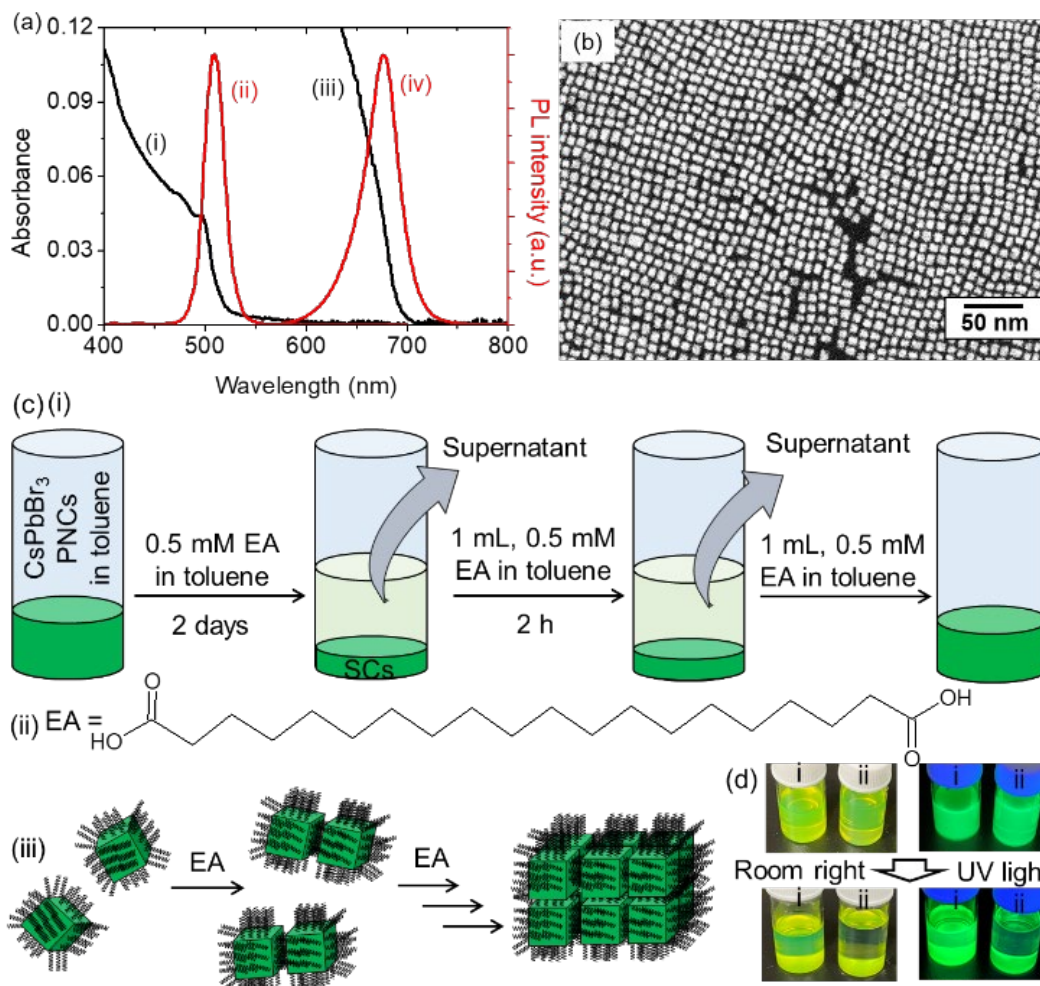 (a)
0.12
0.09
0.06
0.03
0.00
Absorbance
(i)
(ii)
(iii)
(iv)
PL intensity (a.u.)
400 500 600 700 800
Wavelength (nm)
(b)
50 nm
(c) (i)
CsPbBr3
PNCs
in toluene
0.5 mM EA
in toluene
2 days
Supernatant
SCs
1 mL, 0.5 mM
EA in toluene
2 h
Supernatant
1 mL, 0.5 mM
EA in toluene
(ii) EA =
O
HO
OH
O
(iii)
EA
EA
(d)
i ii
i ii
Room right
UV ligh
i ii
i ii